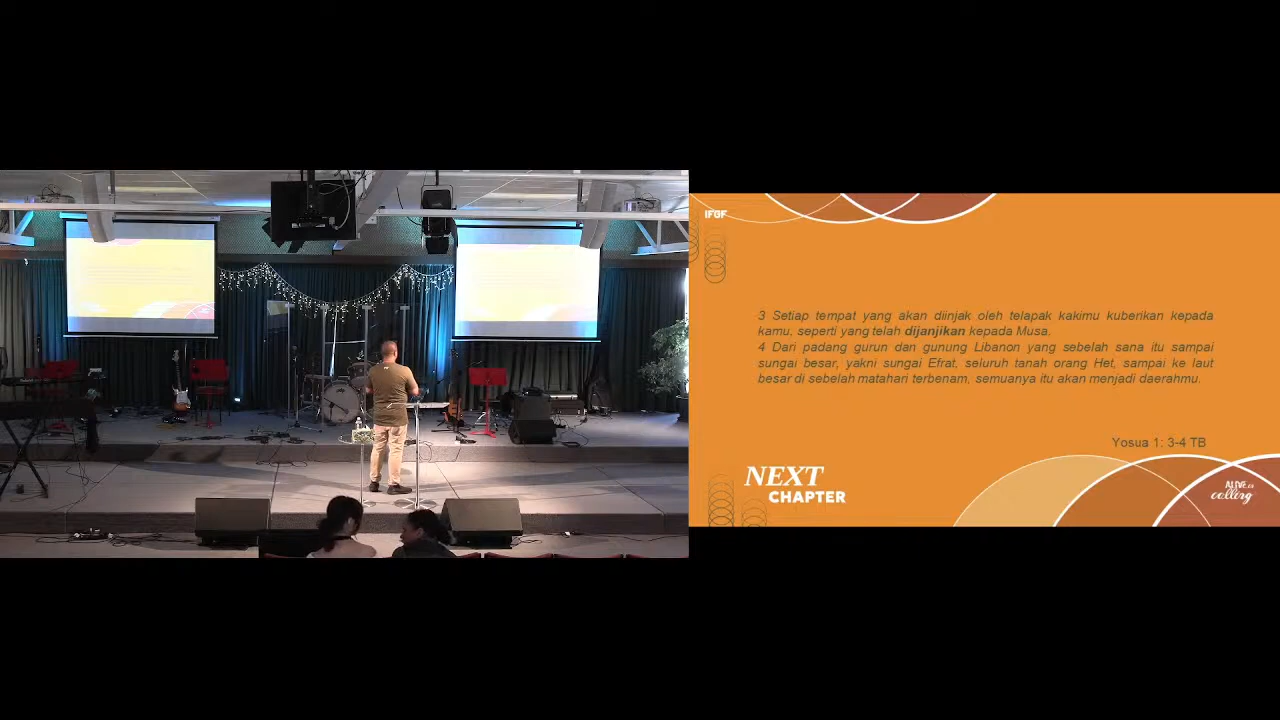 IFGF
3 Setiap tempat yang akan diinjak oleh telapak kakimu kuberikan kepada
kamu, seperti yang telah dijanjikan kepada Musa.
4 Dari padang gurun dan gunung Libanon yang sebelah sana itu sampai
sungai besar, yakni sungai Efrat, seluruh tanah orang Het, sampai ke laut
besar di sebelah matahari terbenam, semuanya itu akan menjadi daerahmu.
Yosua 1: 3-4 TB
NEXT
CHAPTER
calling